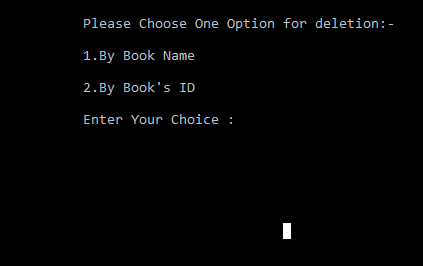 Please Choose One Option for deletion:-
1.By Book Name
2.By Book's ID
Enter Your Choice :